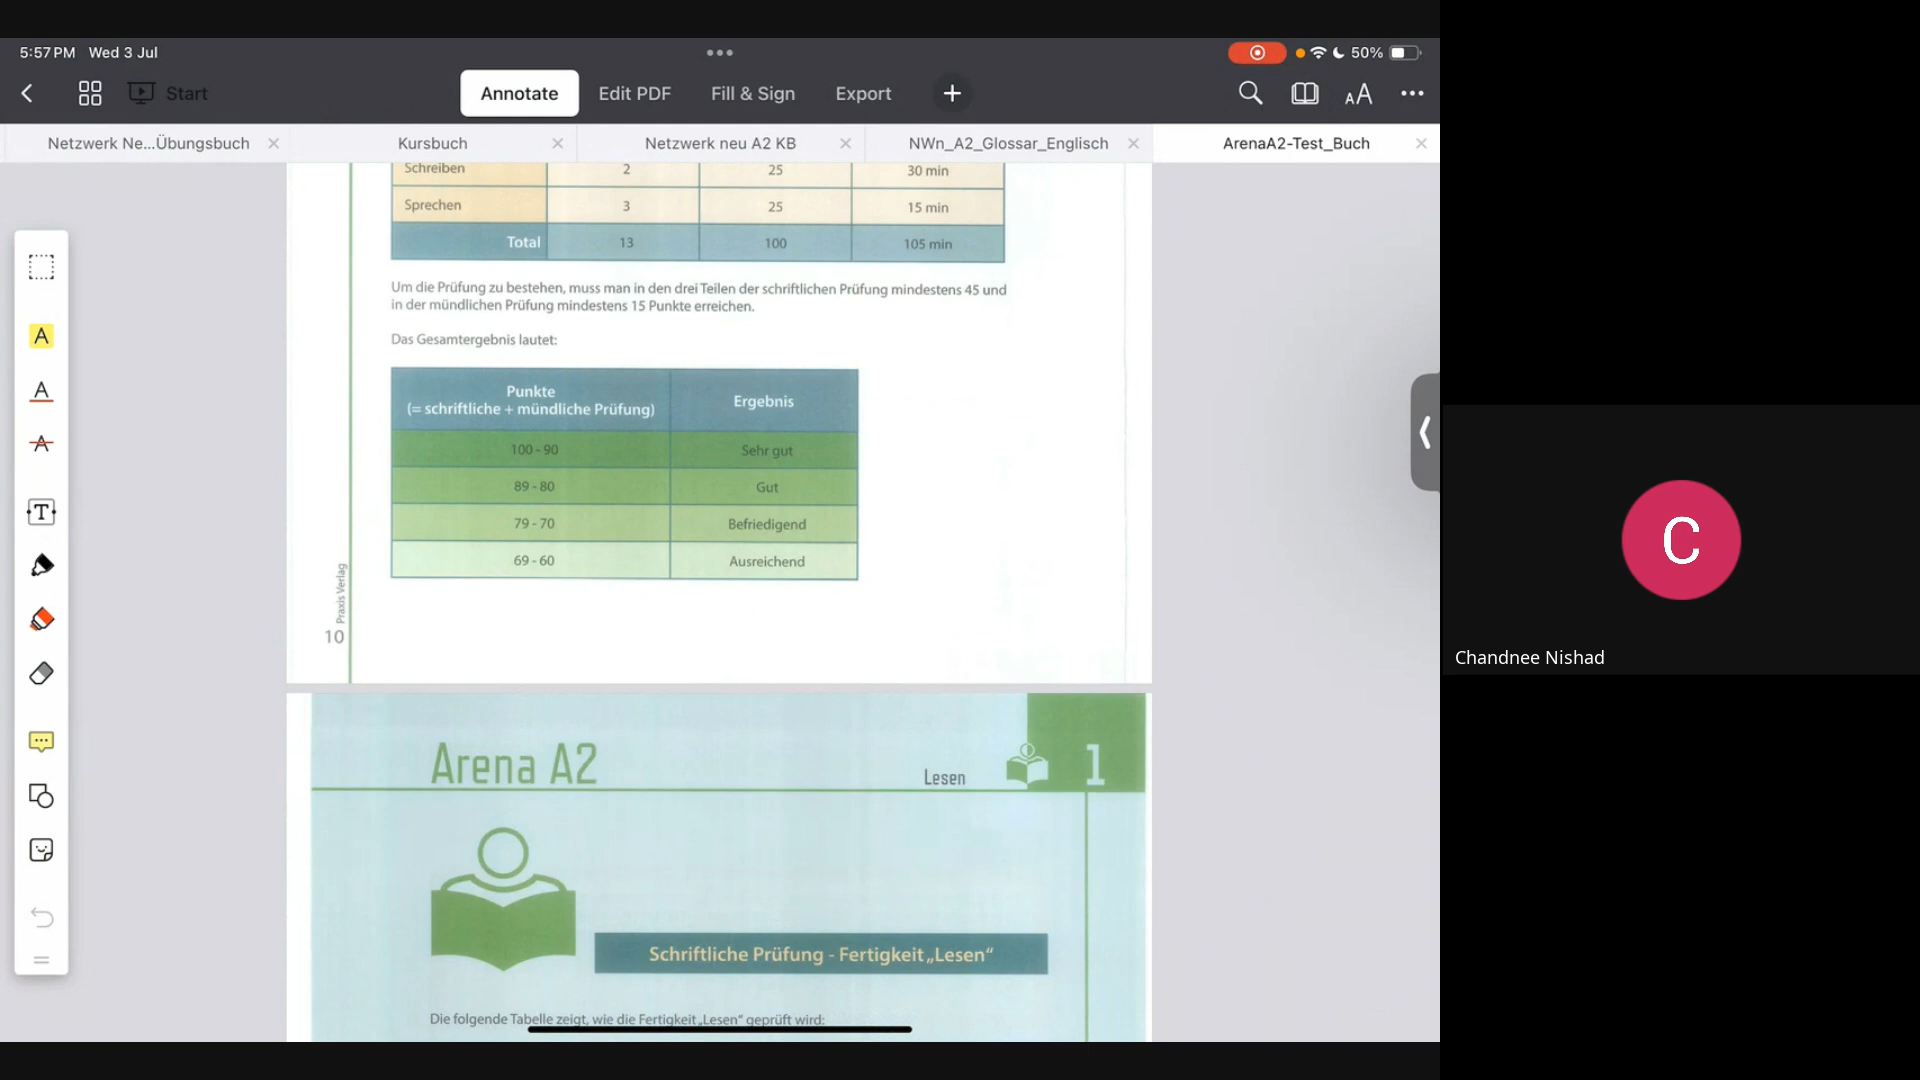 5:57 PM Wed 3 Jul
50%
Start
Annotate
Edit PDF
Fill & Sign
Export
AA
Netzwerk Ne...Übungsbuch
Kursbuch
Netzwerk neu A2 KB
NWn_A2_Glossar_Englisch
ArenaA2-Test_Buch
Schreiben 2 25 30 min
Sprechen 3 25 15 min
Total 13 100 105 min
Um die Prüfung zu bestehen, muss man in den drei Teilen der schriftlichen Prüfung mindestens 45 und
in der mündlichen Prüfung mindestens 15 Punkte erreichen.
Das Gesamtergebnis lautet:
Punkte
(= schriftliche + mündliche Prüfung)
Ergebnis
100 - 90 Sehr gut
89 - 80 Gut
79 - 70 Befriedigend
69 - 60 Ausreichend
Praxis Verlag
10
Arena A2
Lesen
1
Schriftliche Prüfung - Fertigkeit „Lesen“
Die folgende Tabelle zeigt, wie die Fertigkeit „Lesen“ geprüft wird:
A
A
A
T
C
Chandnee Nishad